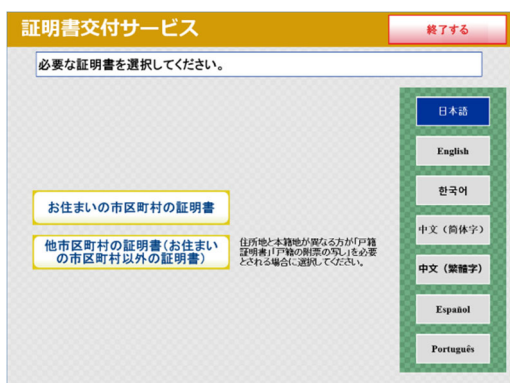 証明書交付サービス
終了する
必要な証明書を選択してください。
お住まいの市区町村の証明書
他市区町村の証明書(お住まい
の市区町村以外の証明書)
住所地と本籍地が異なる方が「戸籍
証明書」「戸籍の附票の写し」を必要
とされる場合に選択してください。
日本語
English
한국어
中文（简体字）
中文（繁體字）
Español
Português